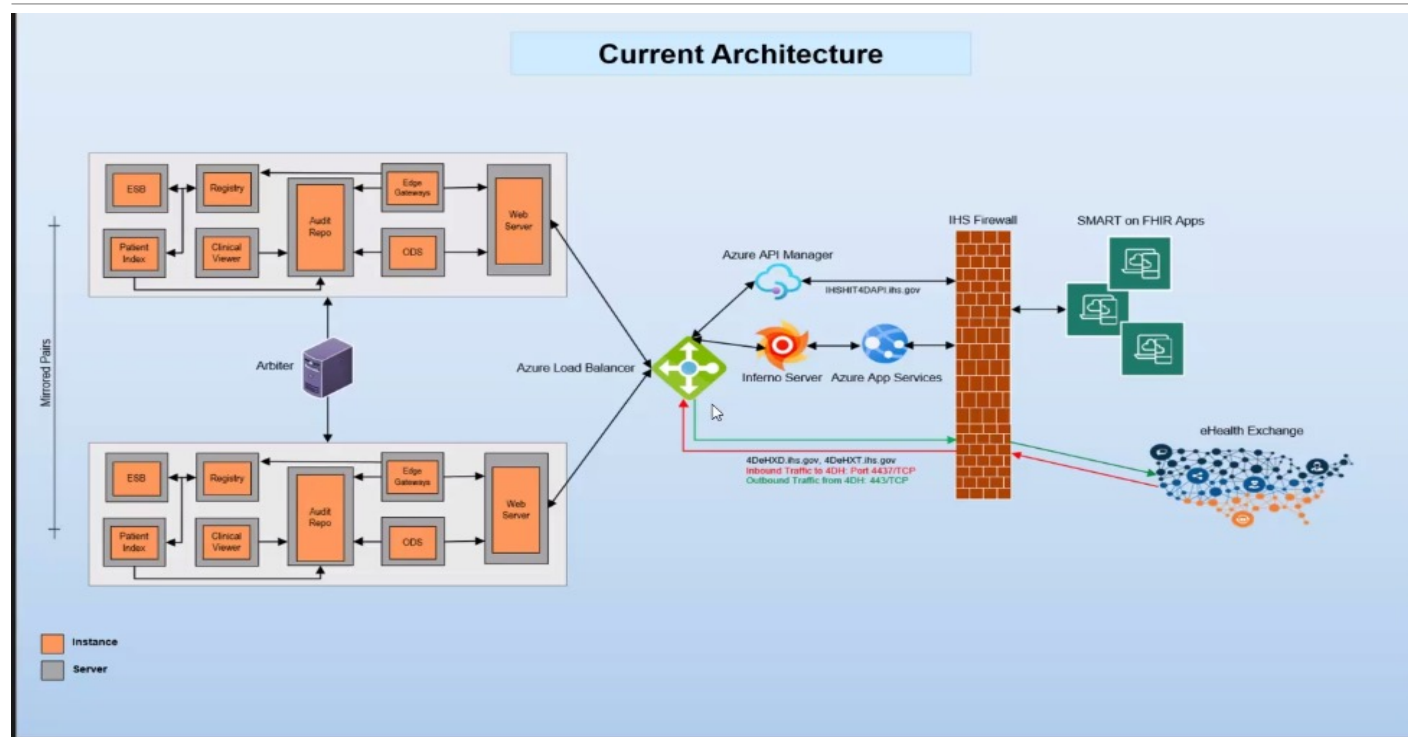 Current Architecture
ESB
Registry
Audit
Repo
Edge
Gateways
Web
Server
Patient
Index
Clinical
Viewer
ODS
Mirrored Pairs
Arbiter
Azure Load Balancer
Azure API Manager
IHSHIT4DAPI.ihs.gov
Inferno Server
Azure App Services
IHS Firewall
SMART on FHIR Apps
4DeHXD.ihs.gov, 4DeHXT.ihs.gov
Inbound Traffic to 4DH: Port 4437/TCP
Outbound Traffic from 4DH: 443/TCP
eHealth Exchange
ESB
Registry
Audit
Repo
Edge
Gateways
Web
Server
Patient
Index
Clinical
Viewer
ODS
Instance
Server